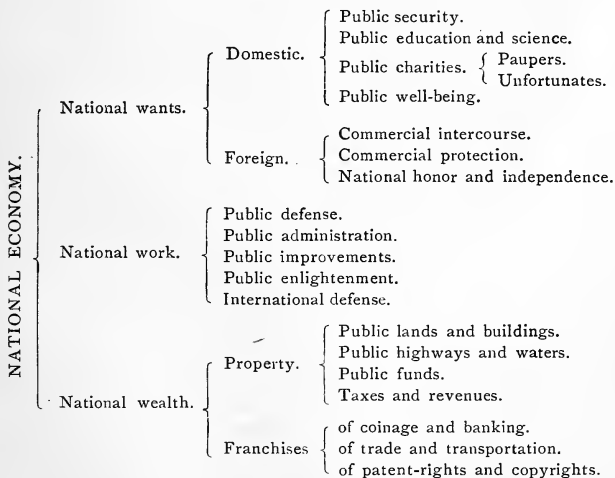 NATIONAL ECONOMY.
National wants.
Domestic.
Public security.
Public education and science.
Public charities.
Paupers.
Unfortunates.
Public well-being.
Foreign.
Commercial intercourse.
Commercial protection.
National honor and independence.
National work.
Public defense.
Public administration.
Public improvements.
Public enlightenment.
International defense.
National wealth.
Property.
Public lands and buildings.
Public highways and waters.
Public funds.
Taxes and revenues.
Franchises
of coinage and banking.
of trade and transportation.
of patent-rights and copyrights.